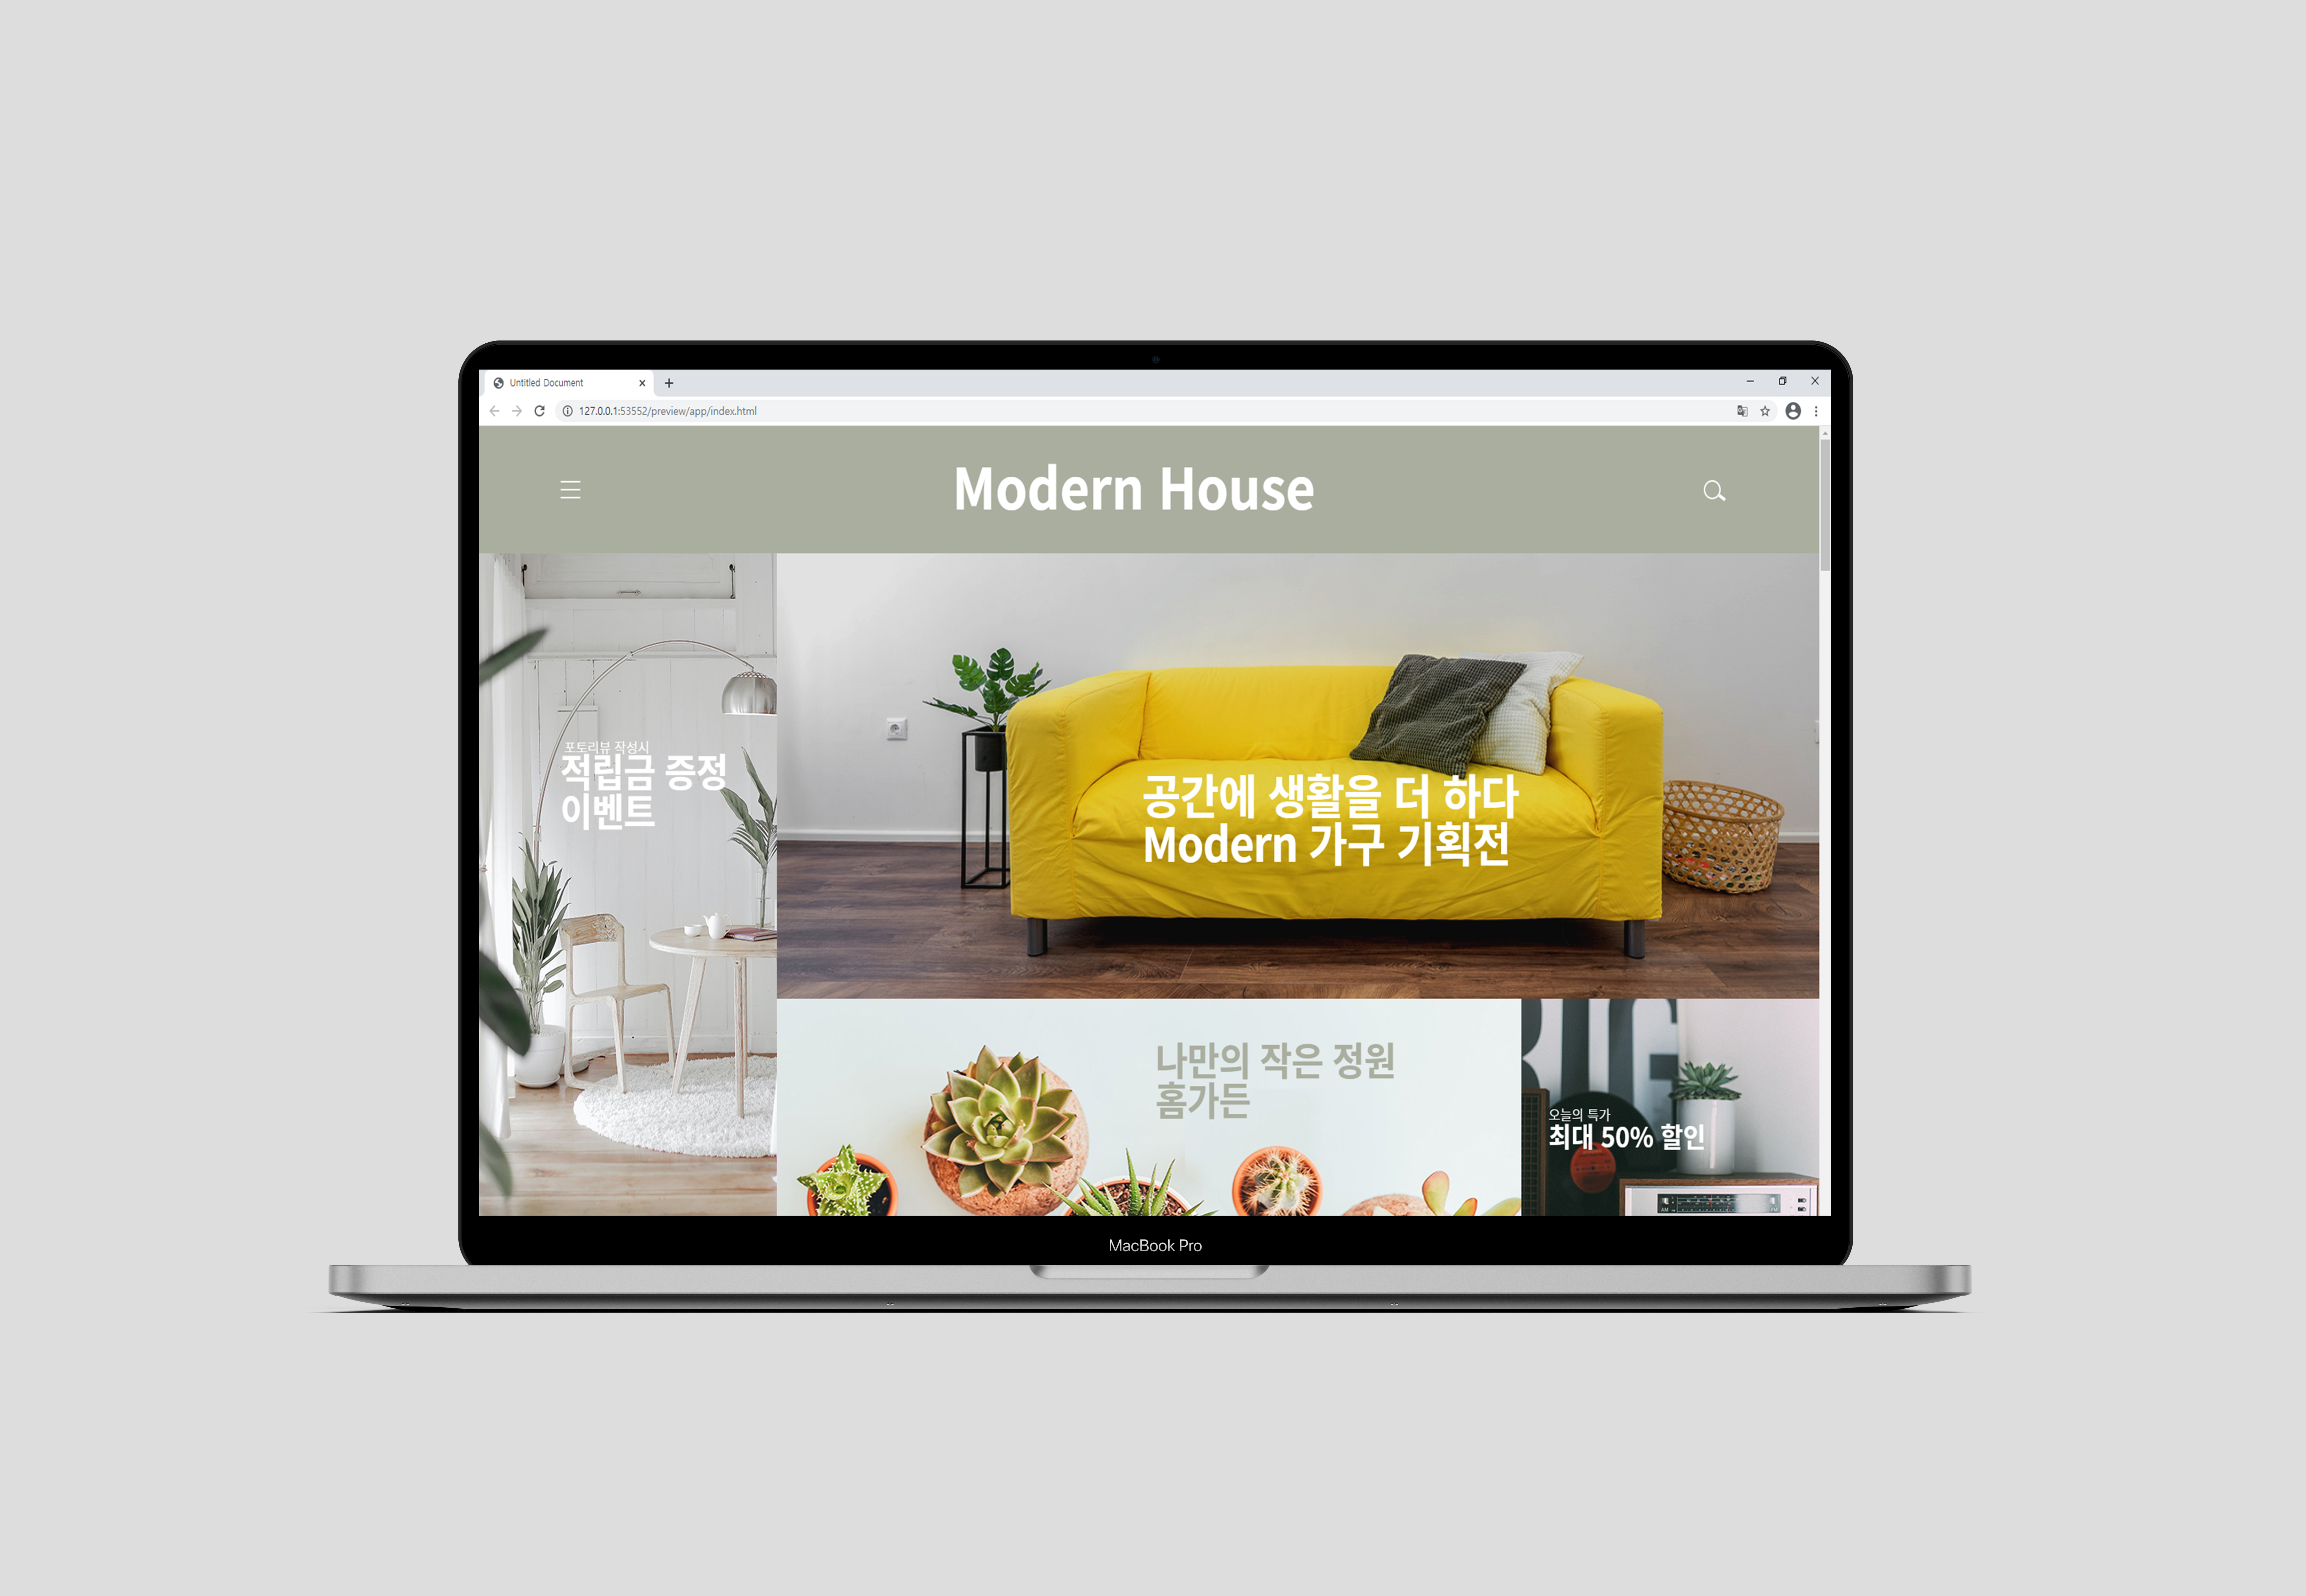 Untitled Document
127.0.0.1:53552/preview/app/index.html
Modern House
포토리뷰 작성시
적립금 증정
이벤트
공간에 생활을 더 하다
Modern 가구 기획전
나만의 작은 정원
홈가든
오늘의 특가
최대 50% 할인
AM
FM
MacBook Pro